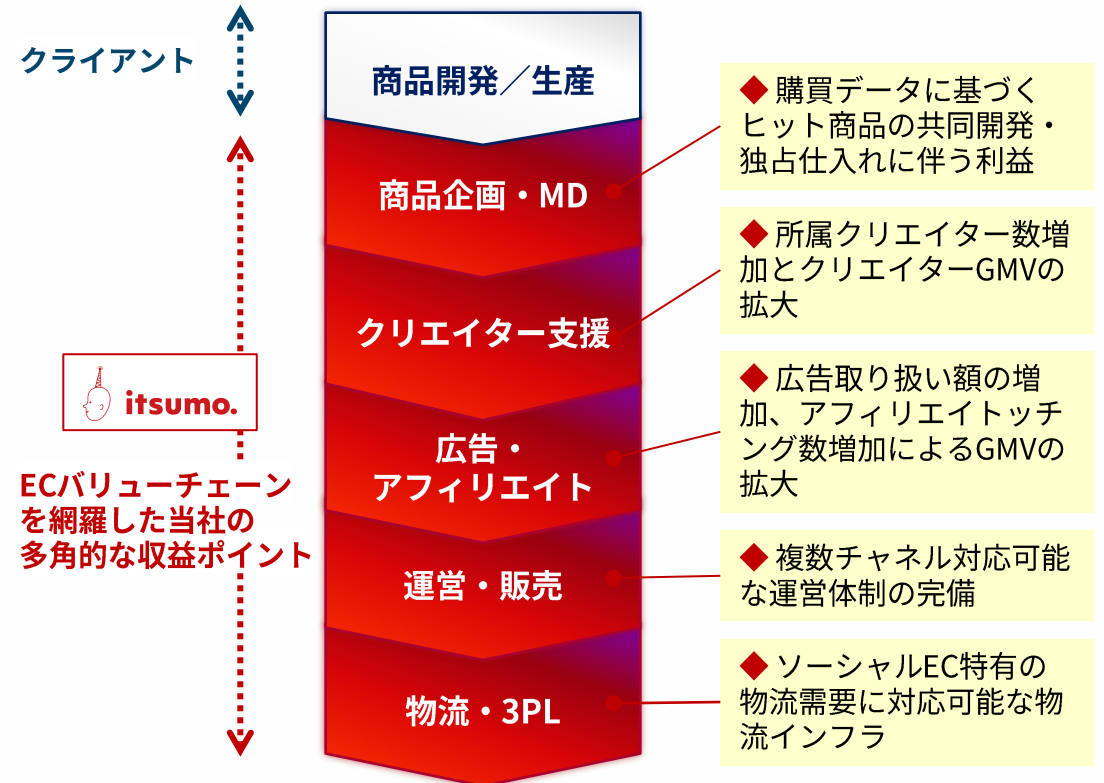 クライアント
商品開発／生産
商品企画・MD
クリエイター支援
広告・
アフィリエイト
運営・販売
物流・3PL
itsumo.
ECバリューチェーン
を網羅した当社の
多角的な収益ポイント
◆ 購買データに基づく
ヒット商品の共同開発・
独占仕入れに伴う利益
◆ 所属クリエイター数増
加とクリエイターGMVの
拡大
◆ 広告取り扱い額の増
加、アフィリエイトッチ
ング数増加によるGMVの
拡大
◆ 複数チャネル対応可能
な運営体制の完備
◆ ソーシャルEC特有の
物流需要に対応可能な物
流インフラ